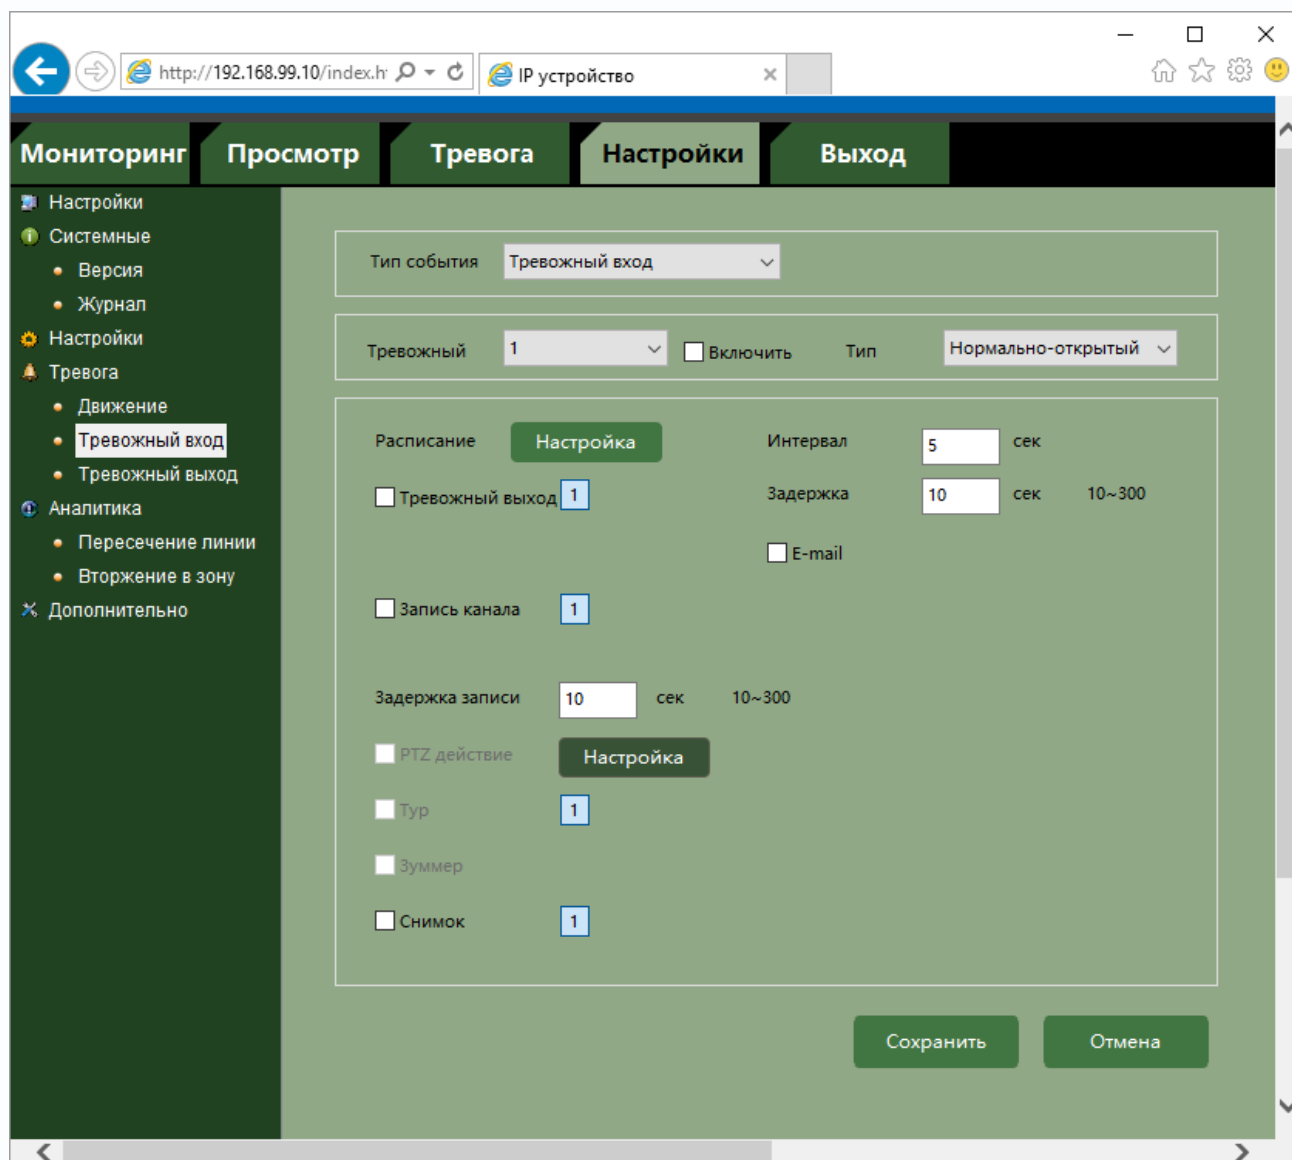 http://192.168.99.10/index.h
IP устройство
Мониторинг Просмотр Тревога Настройки Выход
Настройки
Системные
Версия
Журнал
Настройки
Тревога
Движение
Тревожный вход
Тревожный выход
Аналитика
Пересечение линии
Вторжение в зону
Дополнительно
Тип события Тревожный вход
Тревожный 1 Включить Тип Нормально-открытый
Расписание Настройка Интервал 5 сек
Тревожный выход 1 Задержка 10 сек 10~300
E-mail
Запись канала 1
Задержка записи 10 сек 10~300
PTZ действие Настройка
Тур 1
Зуммер
Снимок 1
Сохранить Отмена